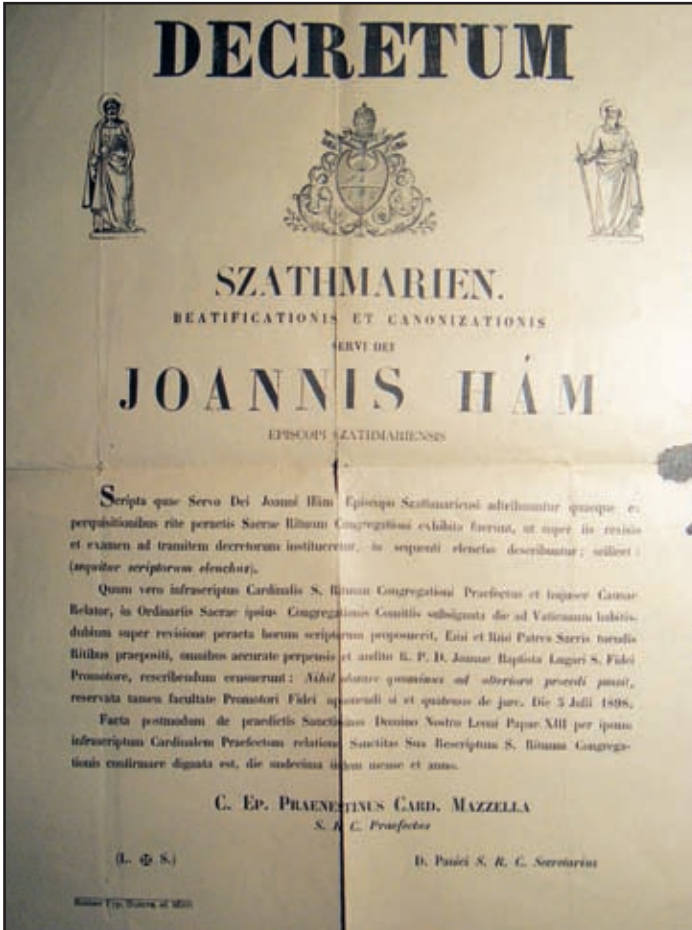 DECRETUM
SZATHMARIEN.
BEATIFICATIONIS ET CANONIZATIONIS
SERVI DEI
JOANNIS HÁM
EPISCOPI SZATHMARIENSIS
Scripta quae Servo Dei Joanni Hám Episcopo Szathmariensi adtribuuntur quaeque ex
perquisitionibus rite peractis Sacrae Rituum Congregationi exhibita fuerunt, ut super iis revisio
et examen ad tramitem decretorum institueretur, in sequenti elencho describuntur; scilicet:
(sequitur scriptorum elenchus).
Quum vero infrascriptus Cardinalis S. Rituum Congregationi Praefectus et hujusce Causae
Relator, in Ordinariis Sacrae ipsius Congregationis Comitiis subsignata die ad Vaticanum habitis,
dubium super revisione peracta horum scriptorum proposuerit, Emi et Rmi Patres Sacris tuendis
Ritibus praepositi, omnibus accurate perpensis et audito R. P. D. Joanne Baptista Lugari S. Fidei
Promotore, rescribendum censuerunt: Nihil obstare quominus ad ulteriora procedi possit,
reservata tamen facultate Promotori Fidei opponendi si et quatenus de jure. Die 5 Julii 1898.
Facta postmodum de praedictis Sanctissimo Domino Nostro Leoni Papae XIII per ipsum
infrascriptum Cardinalem Praefectum relatione Sanctitas Sua Rescriptum S. Rituum Congrega-
tionis confirmare dignata est, die undecima iisdem mense et anno.
C. EP. PRAENESTINUS CARD. MAZZELLA
S. R. C. Praefectus
(L. ✠ S.)
D. Panici S. R. C. Secretarius